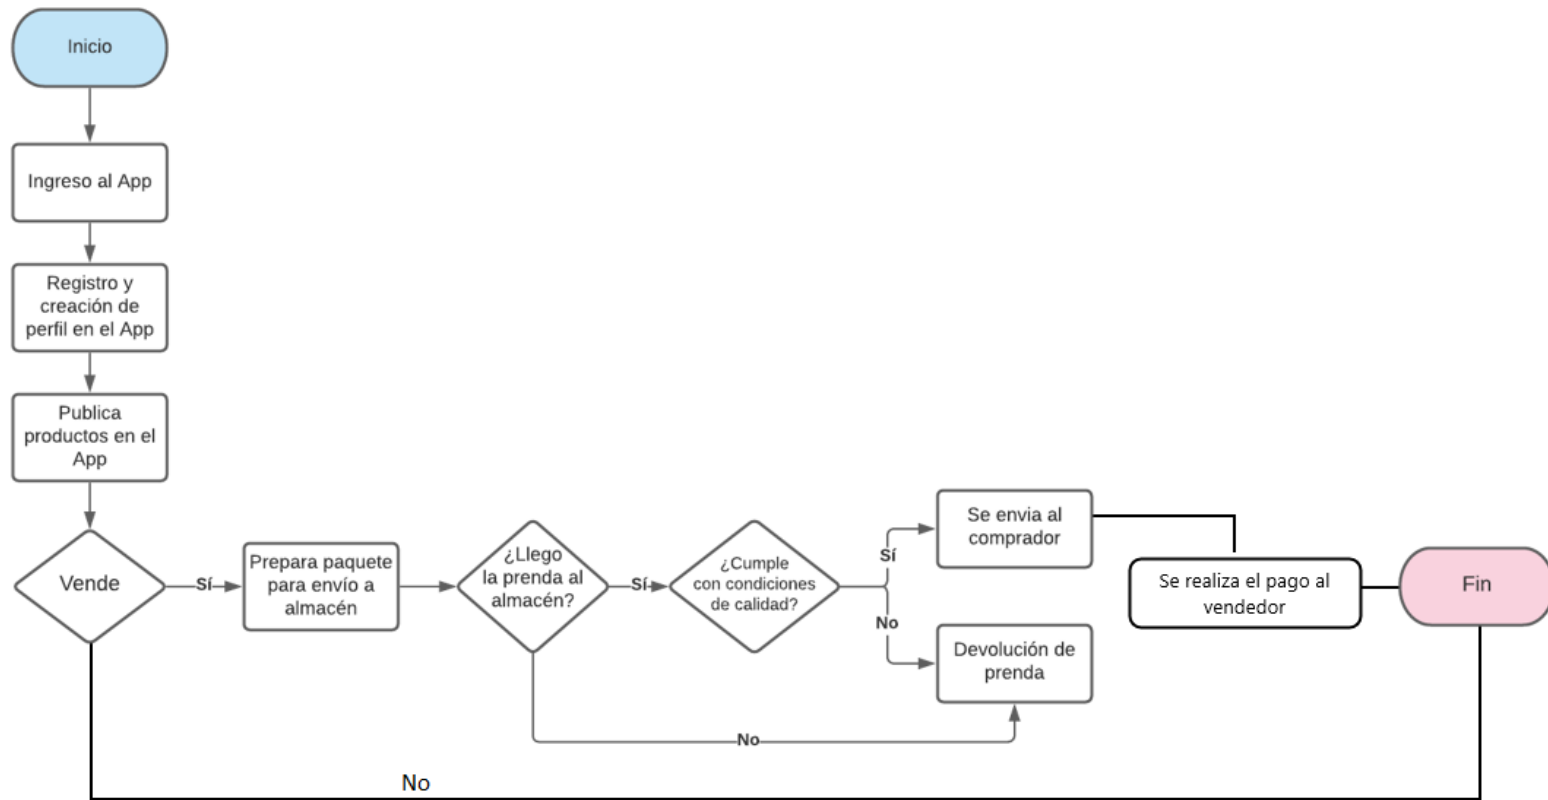 Inicio
Ingreso al App
Registro y
creación de
perfil en el App
Publica
productos en el
App
Vende
Sí
Prepara paquete
para envío a
almacén
¿Llego
la prenda al
almacén?
Sí
¿Cumple
con condiciones
de calidad?
Sí
No
Se envia al
comprador
Devolución de
prenda
Se realiza el pago al
vendedor
Fin
No
No